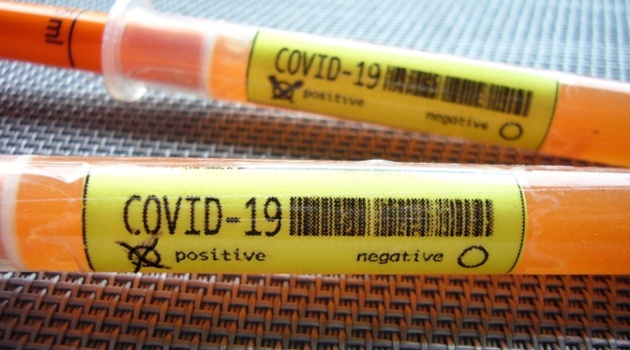 ml
COVID-19
positive
negative
COVID-19
positive negative